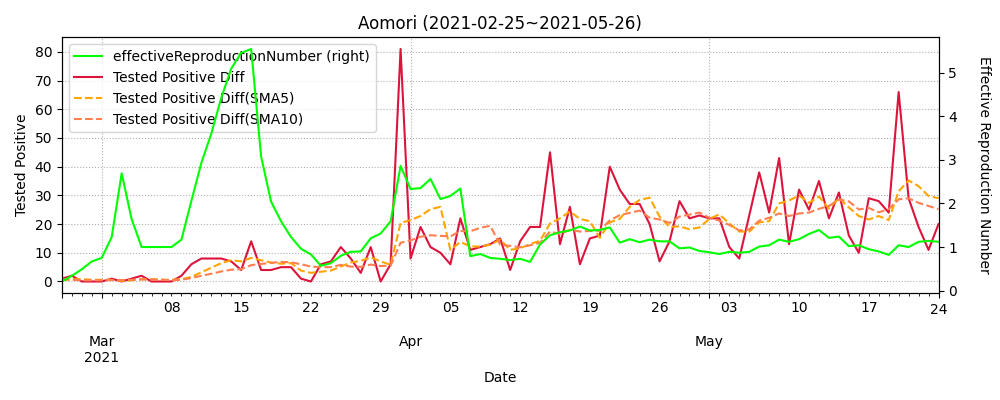 Aomori (2021-02-25~2021-05-26)
effectiveReproductionNumber (right)
Tested Positive Diff
Tested Positive Diff(SMA5)
Tested Positive Diff(SMA10)
Tested Positive
80
70
60
50
40
30
20
10
0
5
4
3
2
1
0
Effective Reproduction Number
08 15 22 29 05 12 19 26 03 10 17 24
Mar Apr May
2021
Date